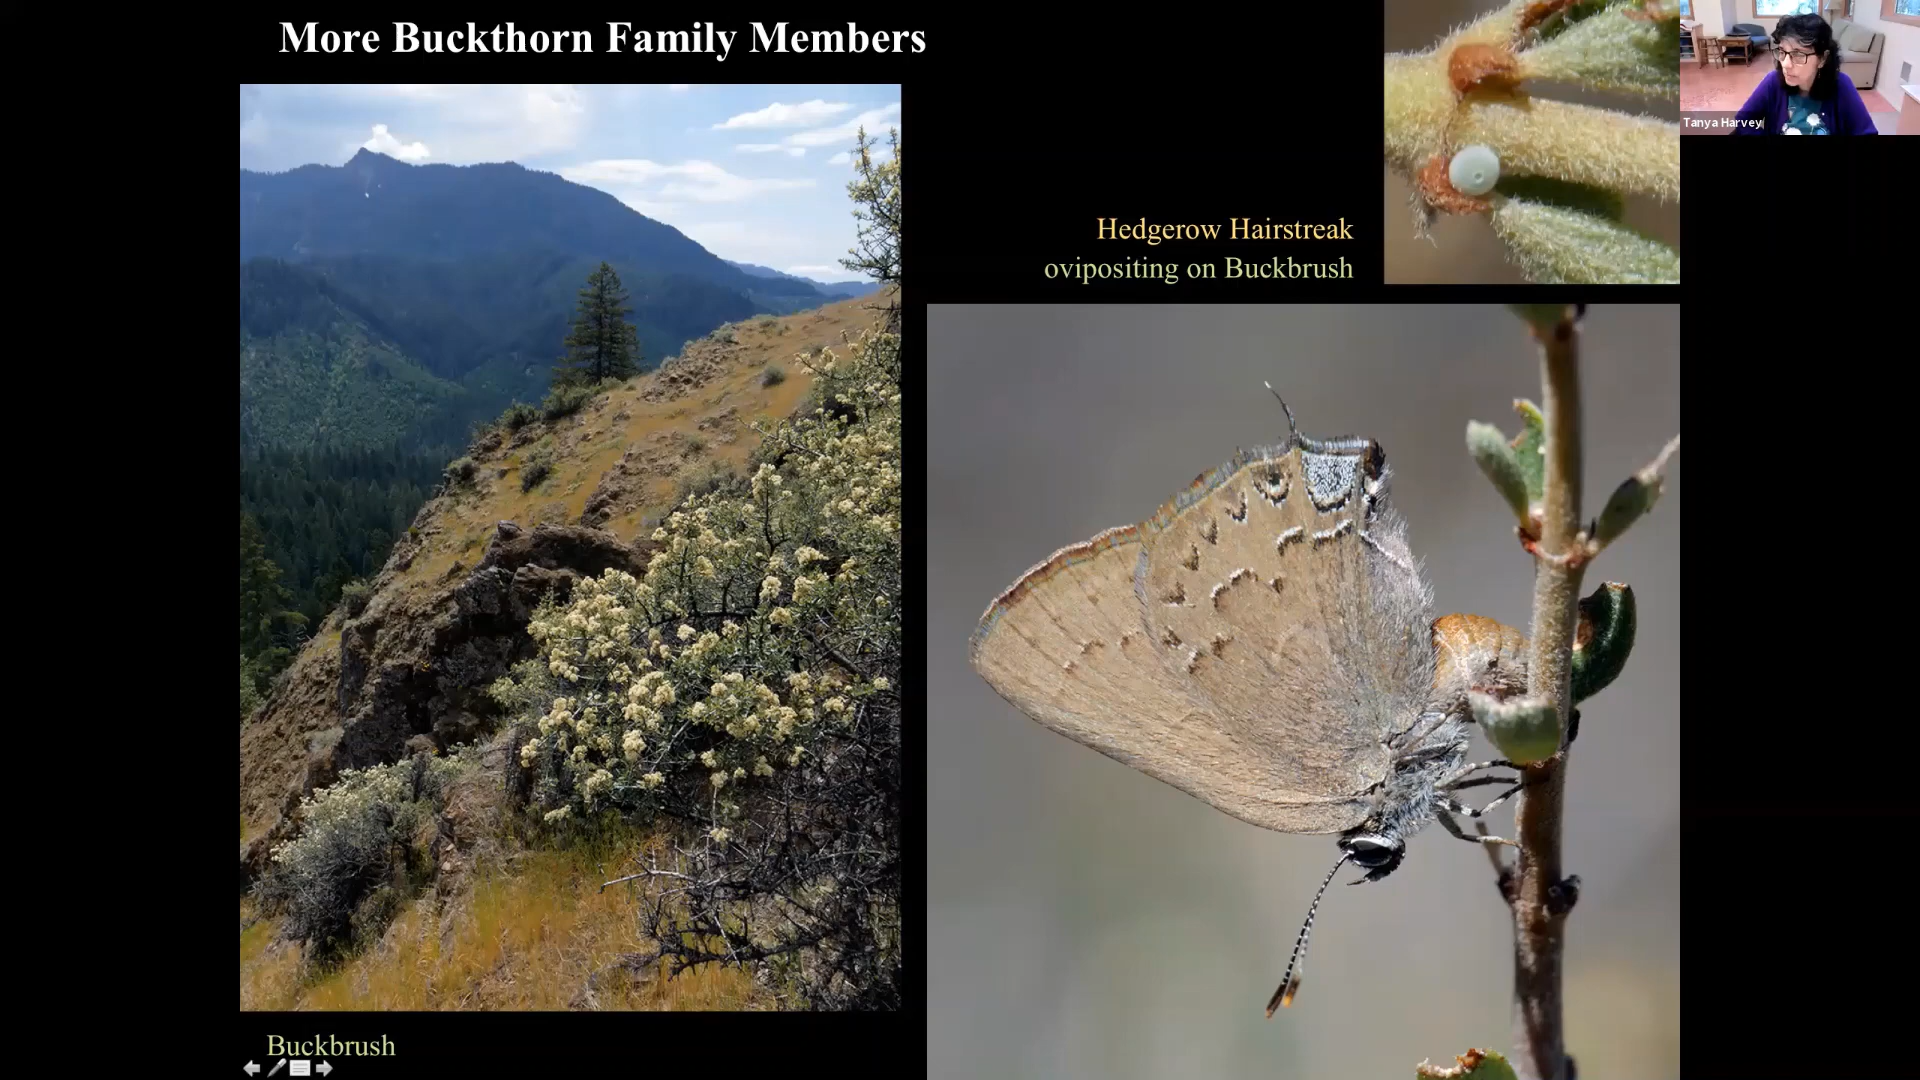 More Buckthorn Family Members
Tanya Harvey
Hedgerow Hairstreak
ovipositing on Buckbrush
Buckbrush